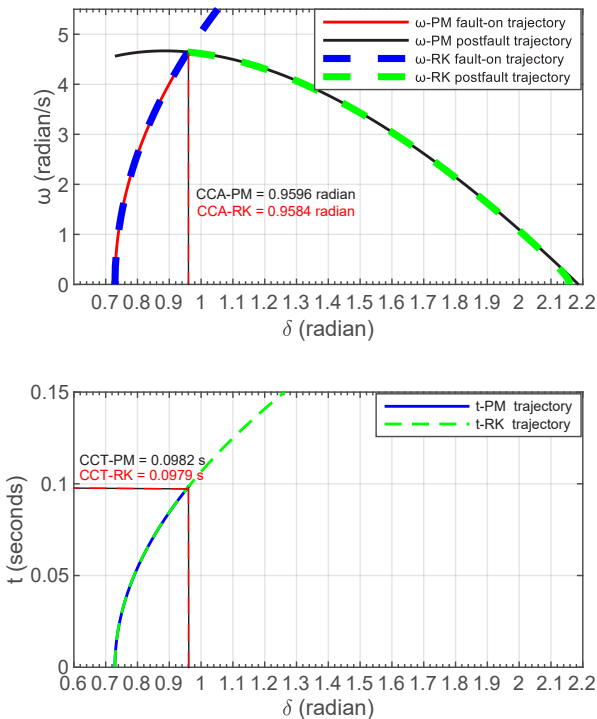 5
4
3
2
1
0
ω (radian/s)
ω-PM fault-on trajectory
ω-PM postfault trajectory
ω-RK fault-on trajectory
ω-RK postfault trajectory
CCA-PM = 0.9596 radian
CCA-RK = 0.9584 radian
0.7 0.8 0.9 1 1.1 1.2 1.3 1.4 1.5 1.6 1.7 1.8 1.9 2 2.1 2.2
δ (radian)
0.15
0.1
0.05
0
t (seconds)
t-PM trajectory
t-RK trajectory
CCT-PM = 0.0982 s
CCT-RK = 0.0979 s
0.6 0.7 0.8 0.9 1 1.1 1.2 1.3 1.4 1.5 1.6 1.7 1.8 1.9 2 2.1 2.2
δ (radian)